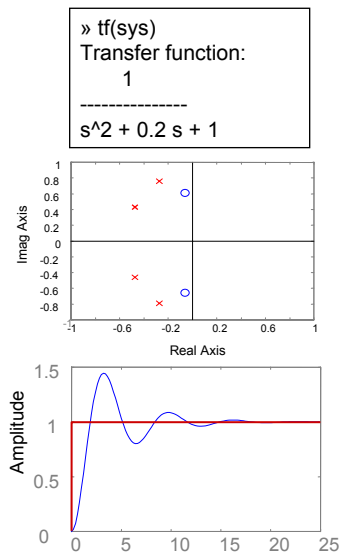 » tf(sys)
Transfer function:
1
---------------
s^2 + 0.2 s + 1
1
0.8
0.6
0.4
0.2
0
-0.2
-0.4
-0.6
-0.8
-1 -0.6 -0.2 0.2 0.6 1
Imag Axis
Real Axis
1.5
1
0.5
0
Amplitude
0 5 10 15 20 25